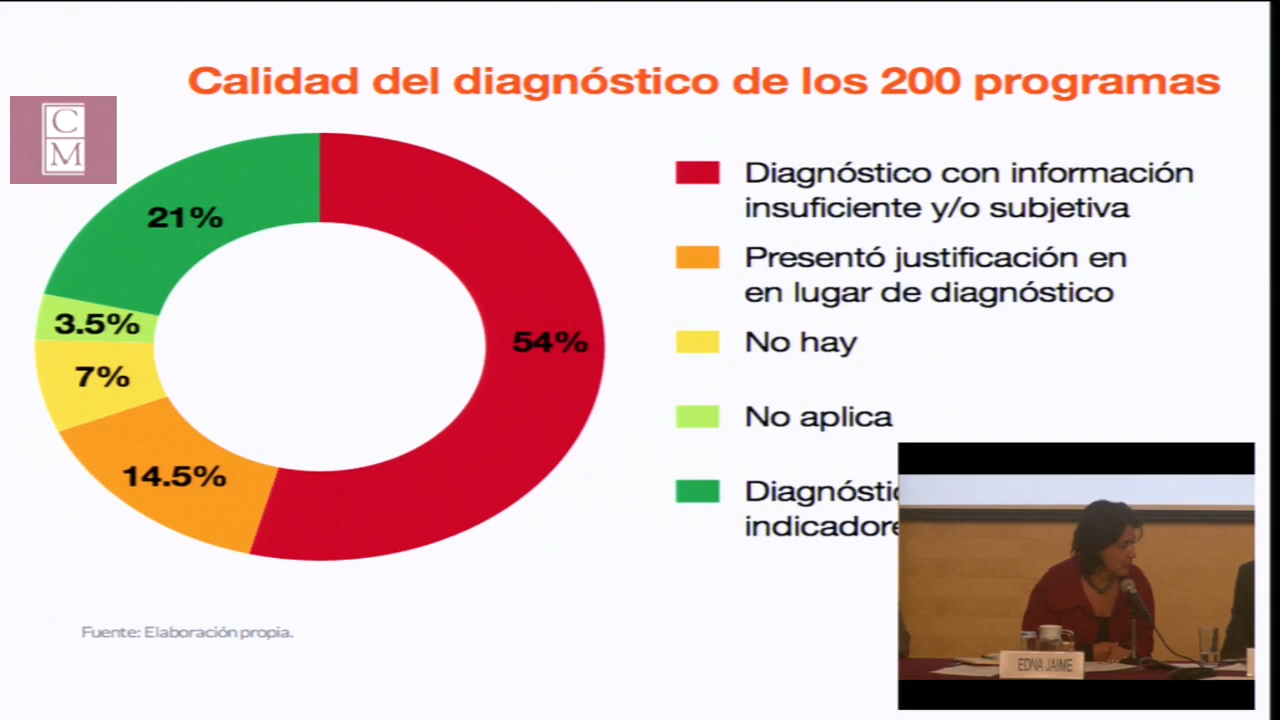 Calidad del diagnóstico de los 200 programas
C
M
21%
3.5%
7%
14.5%
54%
Diagnóstico con información
insuficiente y/o subjetiva
Presentó justificación en
en lugar de diagnóstico
No hay
No aplica
Fuente: Elaboración propia.
EDNA JAIME